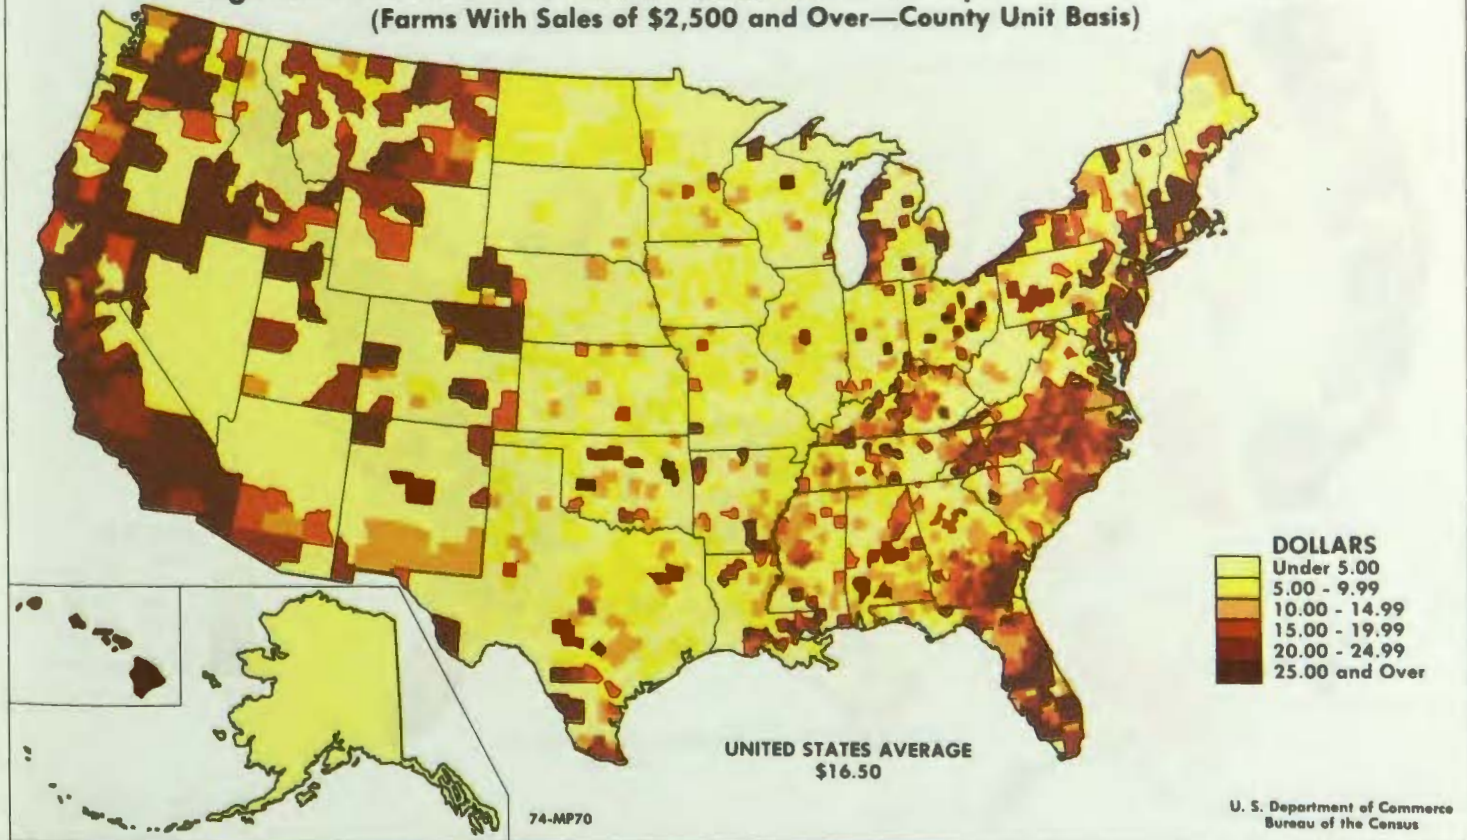 (Farms With Sales of $2,500 and Over—County Unit Basis)
DOLLARS
Under 5.00
5.00 - 9.99
10.00 - 14.99
15.00 - 19.99
20.00 - 24.99
25.00 and Over
UNITED STATES AVERAGE
$16.50
74-MP70
U. S. Department of Commerce
Bureau of the Census